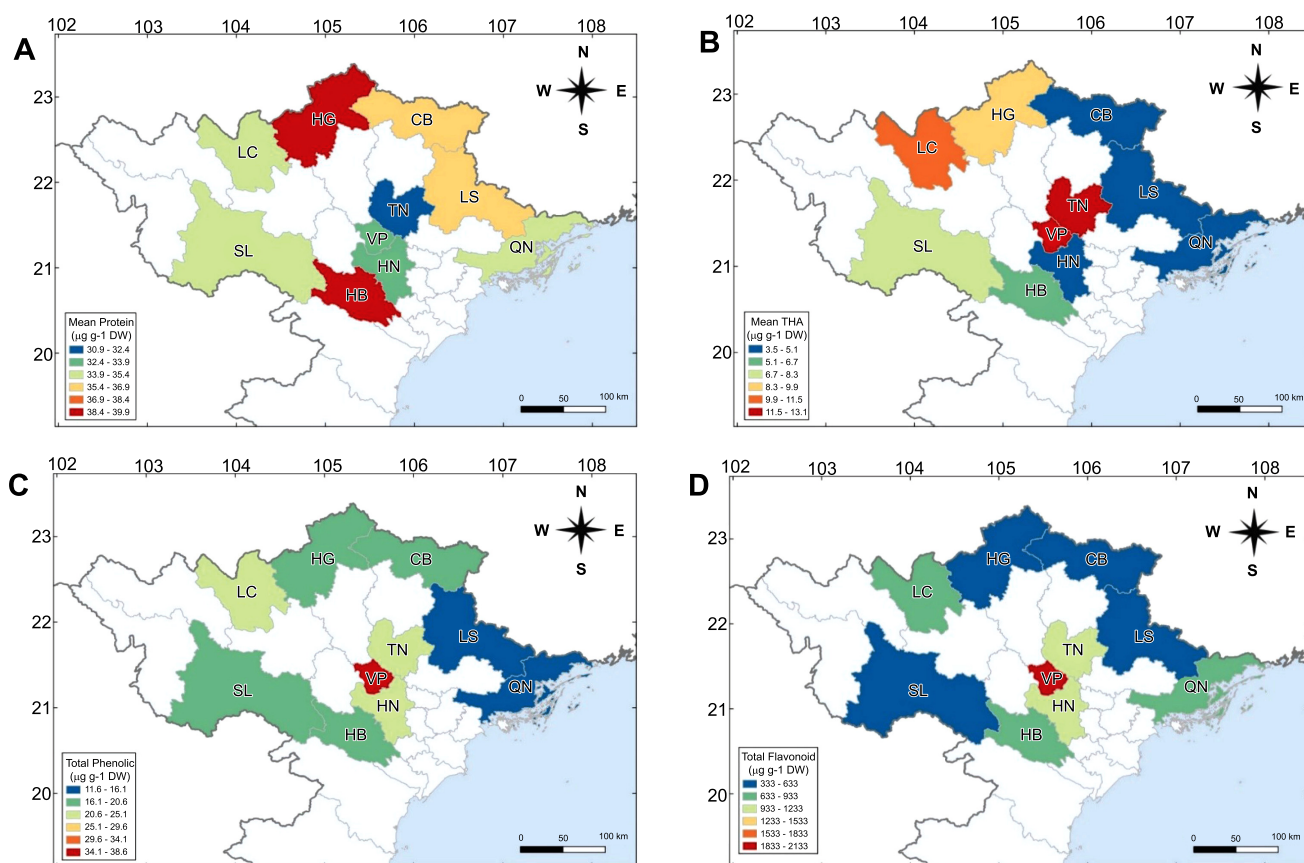 102 103 104 105 106 107 108
A
N
W E
S
23
22
21
20
HG
CB
LC
LS
TN
VP
QN
SL
HN
HB
Mean Protein
(µg g-1 DW)
30.9 - 32.4
32.4 - 33.9
33.9 - 35.4
35.4 - 36.9
36.9 - 38.4
38.4 - 39.9
0 50 100 km
102 103 104 105 106 107 108
B
N
W E
S
23
22
21
20
HG
CB
LC
LS
TN
VP
QN
SL
HN
HB
Mean THA
(µg g-1 DW)
3.5 - 5.1
5.1 - 6.7
6.7 - 8.3
8.3 - 9.9
9.9 - 11.5
11.5 - 13.1
0 50 100 km
102 103 104 105 106 107 108
C
N
W E
S
23
22
21
20
HG
CB
LC
LS
TN
VP
QN
SL
HN
HB
Total Phenolic
(µg g-1 DW)
11.6 - 16.1
16.1 - 20.6
20.6 - 25.1
25.1 - 29.6
29.6 - 34.1
34.1 - 38.6
0 50 100 km
102 103 104 105 106 107 108
D
N
W E
S
23
22
21
20
HG
CB
LC
LS
TN
VP
QN
SL
HN
HB
Total Flavonoid
(µg g-1 DW)
333 - 633
633 - 933
933 - 1233
1233 - 1533
1533 - 1833
1833 - 2133
0 50 100 km